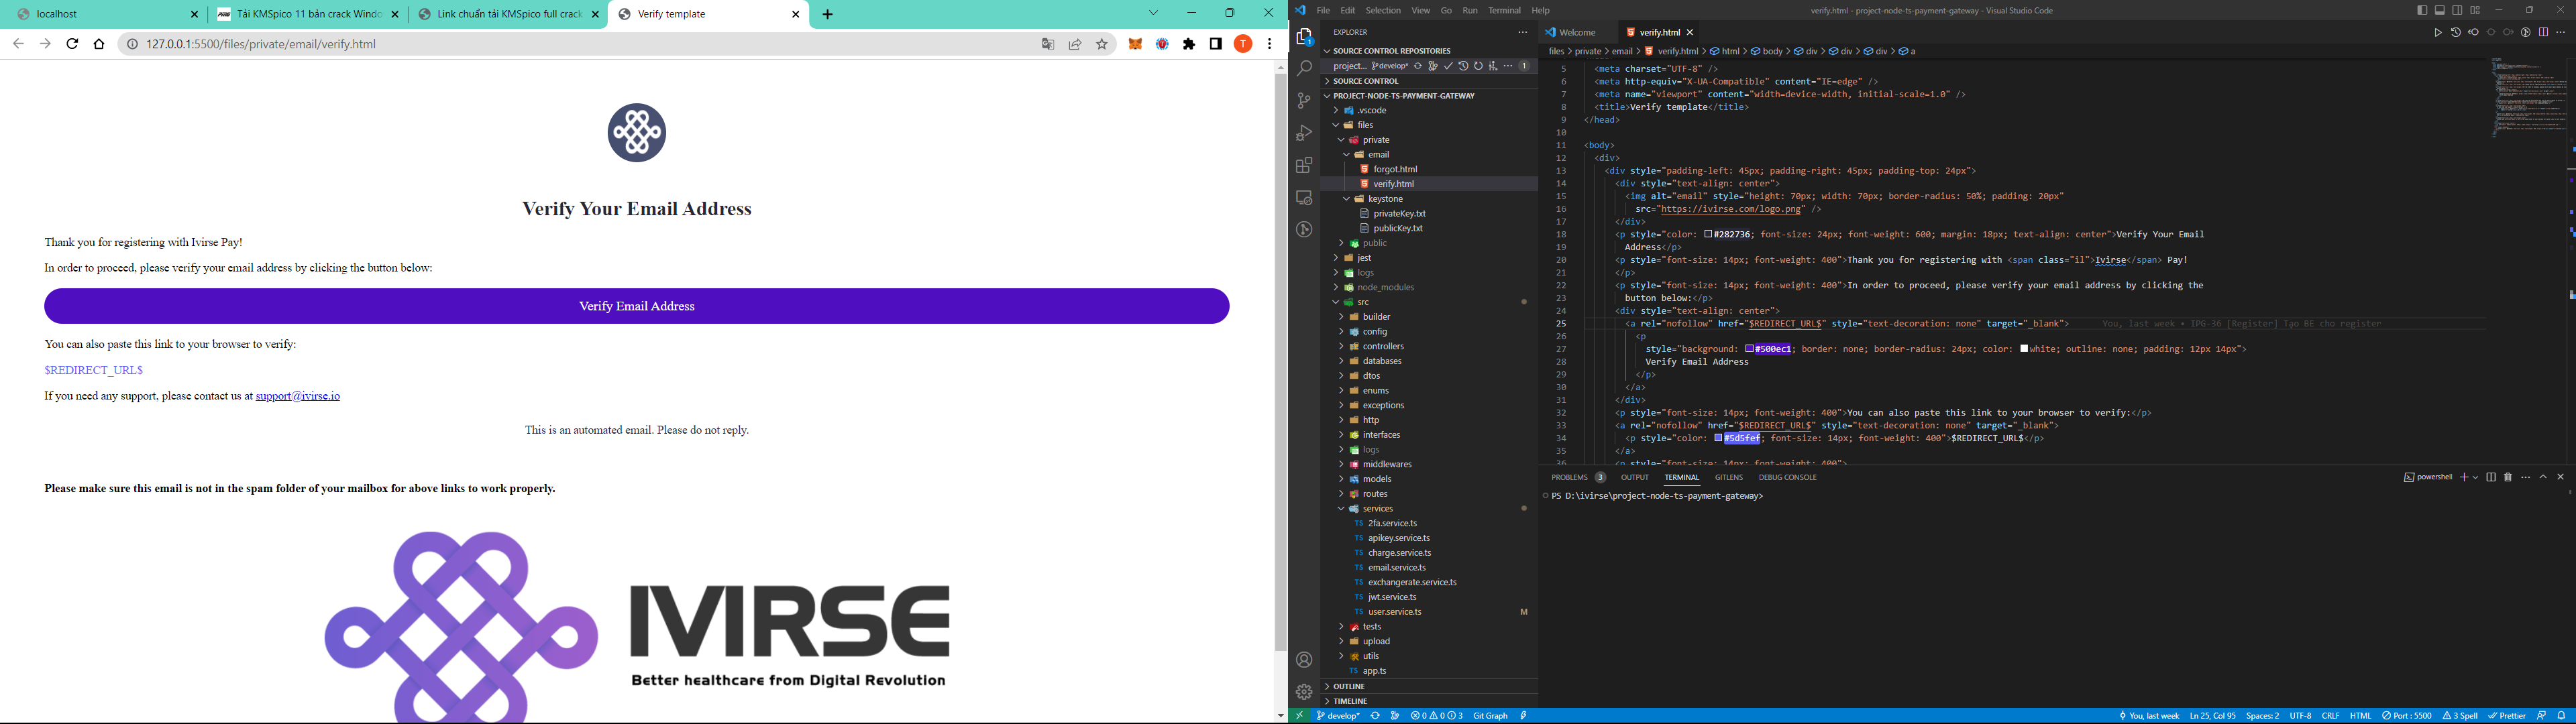 localhost
Tải KMSpico 11 bản crack Windo
Link chuẩn tải KMSpico full crack
Verify template
127.0.0.1:5500/files/private/email/verify.html
T
Verify Your Email Address
Thank you for registering with Ivirse Pay!
In order to proceed, please verify your email address by clicking the button below:
Verify Email Address
You can also paste this link to your browser to verify:
$REDIRECT_URL$
If you need any support, please contact us at support@ivirse.io
This is an automated email. Please do not reply.
Please make sure this email is not in the spam folder of your mailbox for above links to work properly.
IVIRSE
Better healthcare from Digital Revolution
File Edit Selection View Go Run Terminal Help
verify.html - project-node-ts-payment-gateway - Visual Studio Code
EXPLORER
SOURCE CONTROL REPOSITORIES
project... develop* 1
SOURCE CONTROL
PROJECT-NODE-TS-PAYMENT-GATEWAY
.vscode
files
private
email
forgot.html
verify.html
keystone
privateKey.txt
publicKey.txt
public
jest
logs
node_modules
src
builder
config
controllers
databases
dtos
enums
exceptions
http
interfaces
logs
middlewares
models
routes
services
2fa.service.ts
apikey.service.ts
charge.service.ts
email.service.ts
exchangerate.service.ts
jwt.service.ts
user.service.ts M
tests
upload
utils
app.ts
OUTLINE
TIMELINE
Welcome
verify.html
files > private > email > verify.html > html > body > div > div > div > a
5 <meta charset="UTF-8" />
6 <meta http-equiv="X-UA-Compatible" content="IE=edge" />
7 <meta name="viewport" content="width=device-width, initial-scale=1.0" />
8 <title>Verify template</title>
9 </head>
10
11 <body>
12 <div>
13 <div style="padding-left: 45px; padding-right: 45px; padding-top: 24px">
14 <div style="text-align: center">
15 <img alt="email" style="height: 70px; width: 70px; border-radius: 50%; padding: 20px"
16 src="https://ivirse.com/logo.png" />
17 </div>
18 <p style="color: #282736; font-size: 24px; font-weight: 600; margin: 18px; text-align: center">Verify Your Email
19 Address</p>
20 <p style="font-size: 14px; font-weight: 400">Thank you for registering with <span class="il">Ivirse</span> Pay!
21 </p>
22 <p style="font-size: 14px; font-weight: 400">In order to proceed, please verify your email address by clicking the
23 button below:</p>
24 <div style="text-align: center">
25 <a rel="nofollow" href="$REDIRECT_URL$" style="text-decoration: none" target="_blank"> You, last week • IPG-36 [Register] Tạo BE cho register
26 <p
27 style="background: #500ec1; border: none; border-radius: 24px; color: white; outline: none; padding: 12px 14px">
28 Verify Email Address
29 </p>
30 </a>
31 </div>
32 <p style="font-size: 14px; font-weight: 400">You can also paste this link to your browser to verify:</p>
33 <a rel="nofollow" href="$REDIRECT_URL$" style="text-decoration: none" target="_blank">
34 <p style="color: #5d5fef; font-size: 14px; font-weight: 400">$REDIRECT_URL$</p>
35 </a>
36 <p style="font-size: 14px; font-weight: 400">
PROBLEMS 3 OUTPUT TERMINAL GITLENS DEBUG CONSOLE
powershell
PS D:\ivirse\project-node-ts-payment-gateway>
develop* 0 0 3 Git Graph
You, last week Ln 25, Col 95 Spaces: 2 UTF-8 CRLF HTML Port : 5500 3 Spell Prettier